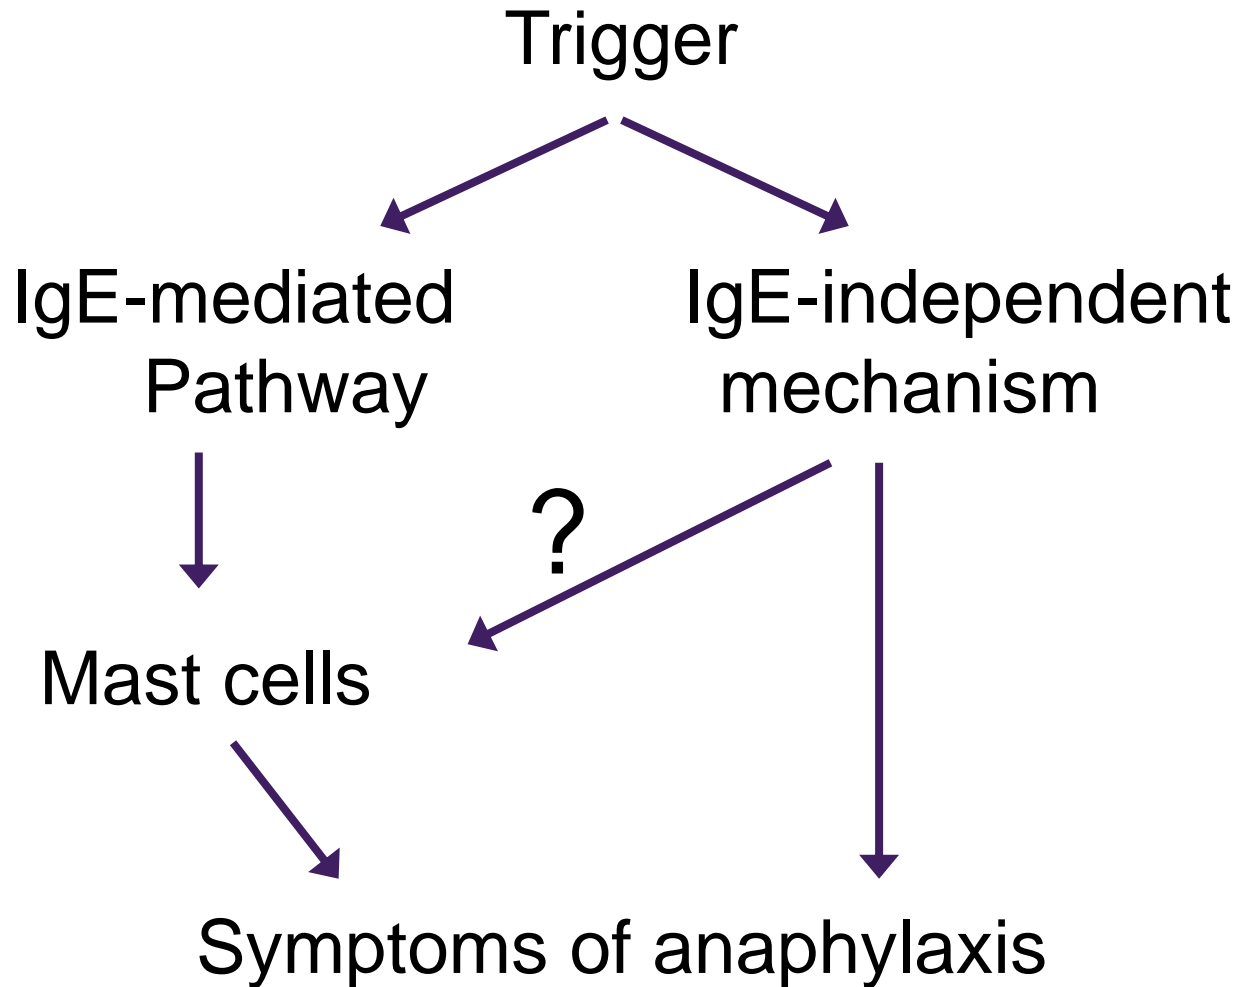 Trigger
IgE-mediated
Pathway
IgE-independent
mechanism
?
Mast cells
Symptoms of anaphylaxis